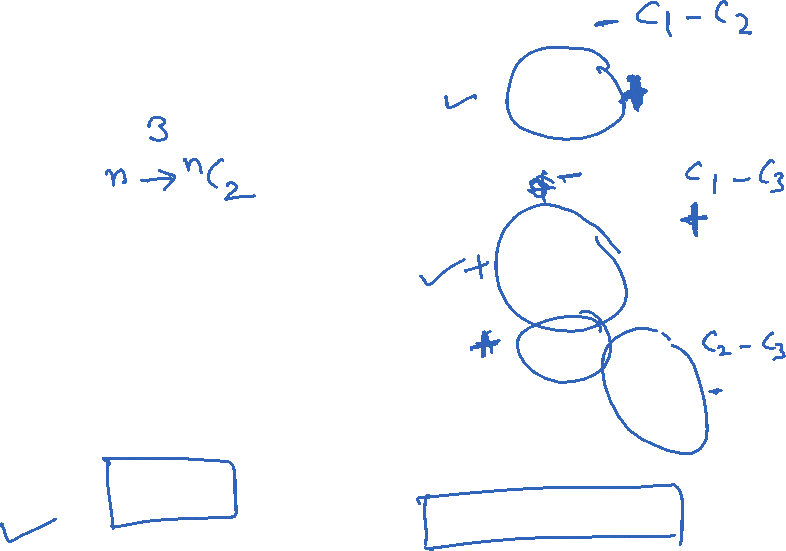 - C₁ - C₂
3
n → ⁿC₂
C₁ - C₃
+
C₂ - C₃